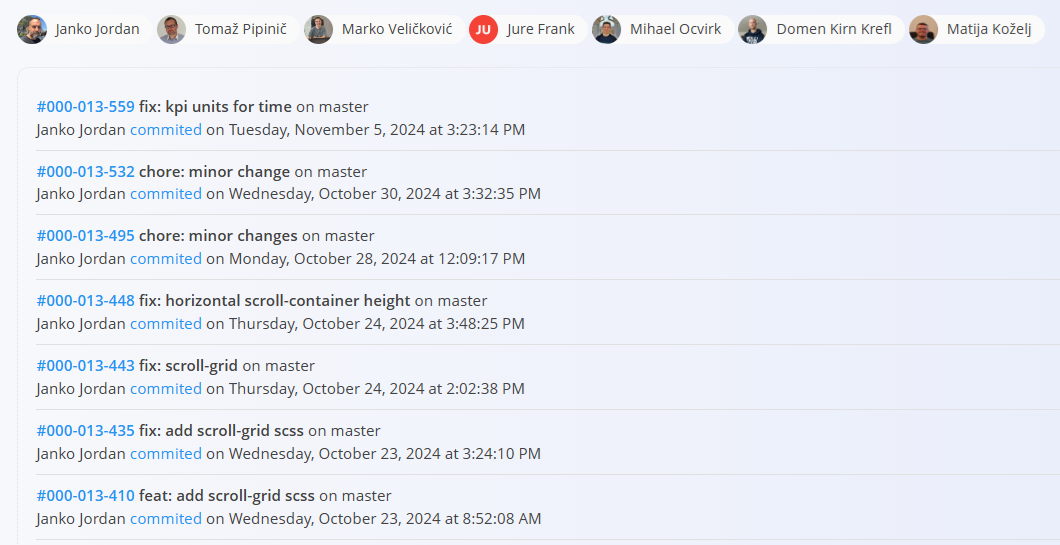 Janko Jordan Tomaž Pipinič Marko Veličković JU Jure Frank Mihael Ocvirk Domen Kirn Krefl Matija Koželj
#000-013-559 fix: kpi units for time on master
Janko Jordan commited on Tuesday, November 5, 2024 at 3:23:14 PM
#000-013-532 chore: minor change on master
Janko Jordan commited on Wednesday, October 30, 2024 at 3:32:35 PM
#000-013-495 chore: minor changes on master
Janko Jordan commited on Monday, October 28, 2024 at 12:09:17 PM
#000-013-448 fix: horizontal scroll-container height on master
Janko Jordan commited on Thursday, October 24, 2024 at 3:48:25 PM
#000-013-443 fix: scroll-grid on master
Janko Jordan commited on Thursday, October 24, 2024 at 2:02:38 PM
#000-013-435 fix: add scroll-grid scss on master
Janko Jordan commited on Wednesday, October 23, 2024 at 3:24:10 PM
#000-013-410 feat: add scroll-grid scss on master
Janko Jordan commited on Wednesday, October 23, 2024 at 8:52:08 AM